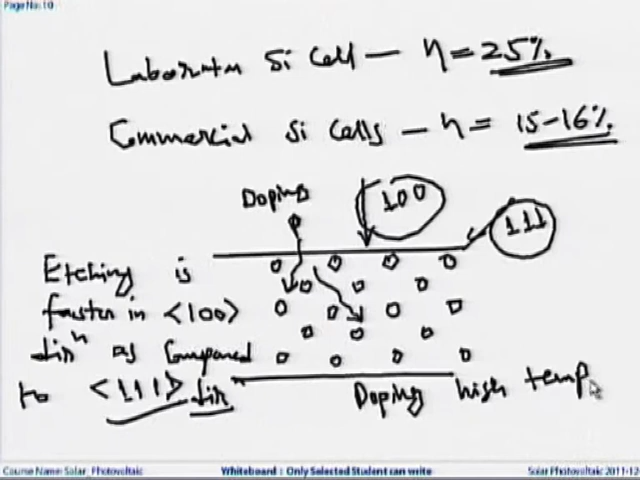 Page No: 10
Laboratory Si Cell — η = 25%.
Commercial Si Cells — η = 15-16%.
Doping
100
111
Etching is
faster in <100>
dirⁿ as Compared
to <111> dirⁿ
Doping high temp
Course Name: Solar_Photovoltaic
Whiteboard : Only Selected Student can write
Solar Photovoltaic 2011-12